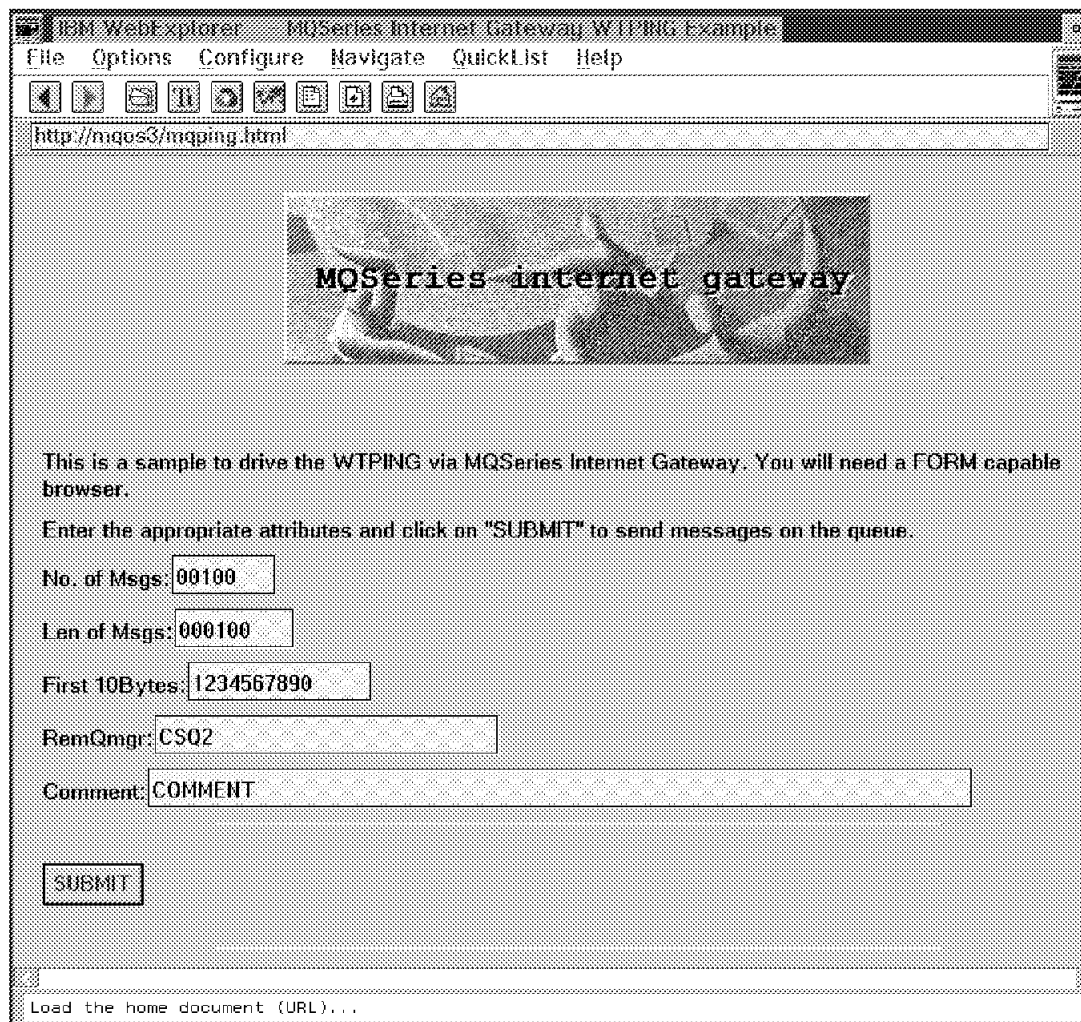 IBM WebExplorer MQSeries Internet Gateway WTPING Example
File Options Configure Navigate QuickList Help
Ti
http://mqos3/mqping.html
MQSeries internet gateway
This is a sample to drive the WTPING via MQSeries Internet Gateway. You will need a FORM capable
browser.
Enter the appropriate attributes and click on "SUBMIT" to send messages on the queue.
No. of Msgs: 00100
Len of Msgs: 000100
First 10Bytes: 1234567890
RemQmgr: CSQ2
Comment: COMMENT
SUBMIT
Load the home document (URL)...